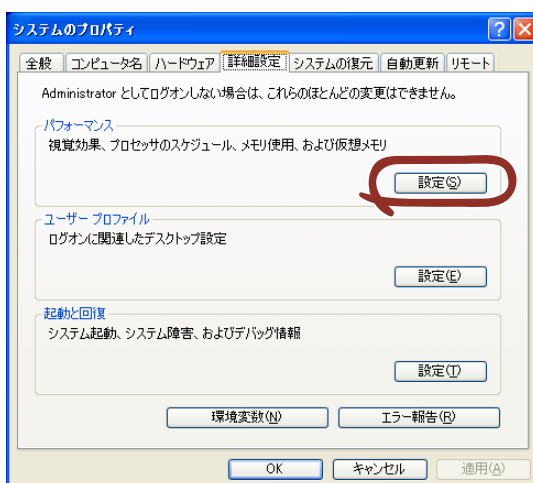 システムのプロパティ
全般 コンピュータ名 ハードウェア 詳細設定 システムの復元 自動更新 リモート
Administrator としてログオンしない場合は、これらのほとんどの変更はできません。
パフォーマンス
視覚効果、プロセッサのスケジュール、メモリ使用、および仮想メモリ
設定(S)
ユーザー プロファイル
ログオンに関連したデスクトップ設定
設定(E)
起動と回復
システム起動、システム障害、およびデバッグ情報
設定(T)
環境変数(N) エラー報告(R)
OK キャンセル 適用(A)